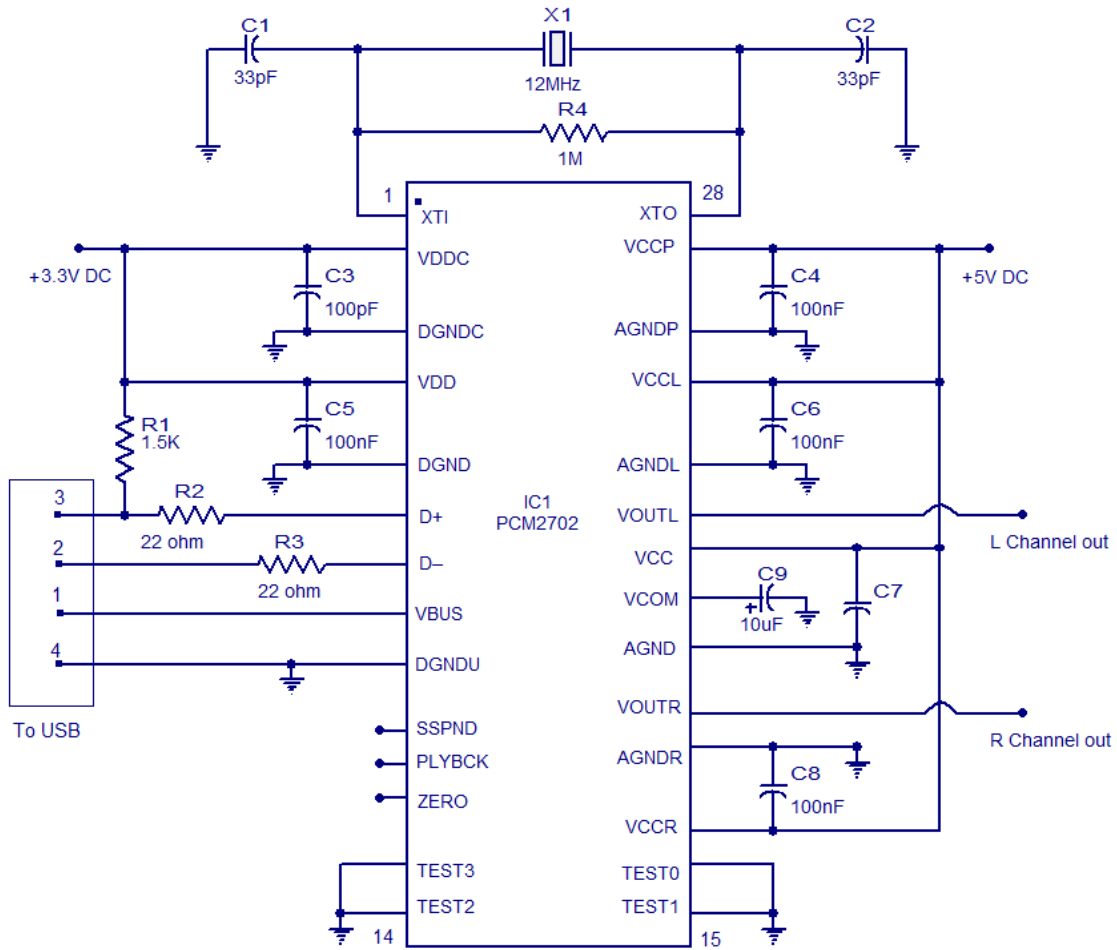 C1
33pF
X1
12MHz
C2
33pF
R4
1M
1
28
XTI
XTO
+3.3V DC
VDDC
VCCP
+5V DC
C3
100pF
C4
100nF
DGNDC
AGNDP
VDD
VCCL
R1
1.5K
C5
100nF
C6
100nF
DGND
AGNDL
IC1
PCM2702
3
R2
22 ohm
D+
VOUTL
L Channel out
2
R3
22 ohm
D–
VCC
1
VBUS
VCOM
C9
+
10uF
C7
4
DGNDU
AGND
To USB
SSPND
VOUTR
R Channel out
PLYBCK
AGNDR
ZERO
C8
100nF
VCCR
TEST3
TEST0
TEST2
TEST1
14
15